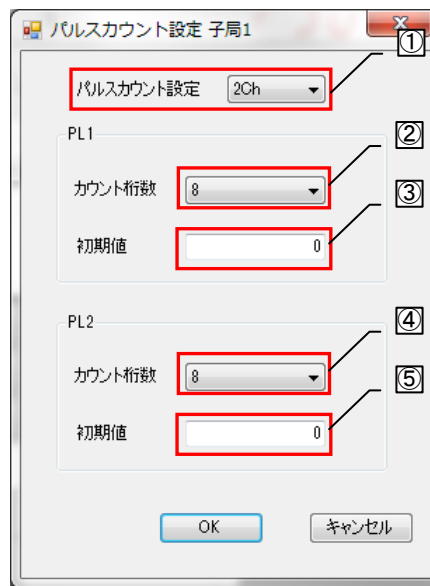 パルスカウント設定 子局1
①
パルスカウント設定 2Ch
PL1
②
カウント桁数 8
③
初期値 0
PL2
④
カウント桁数 8
⑤
初期値 0
OK キャンセル